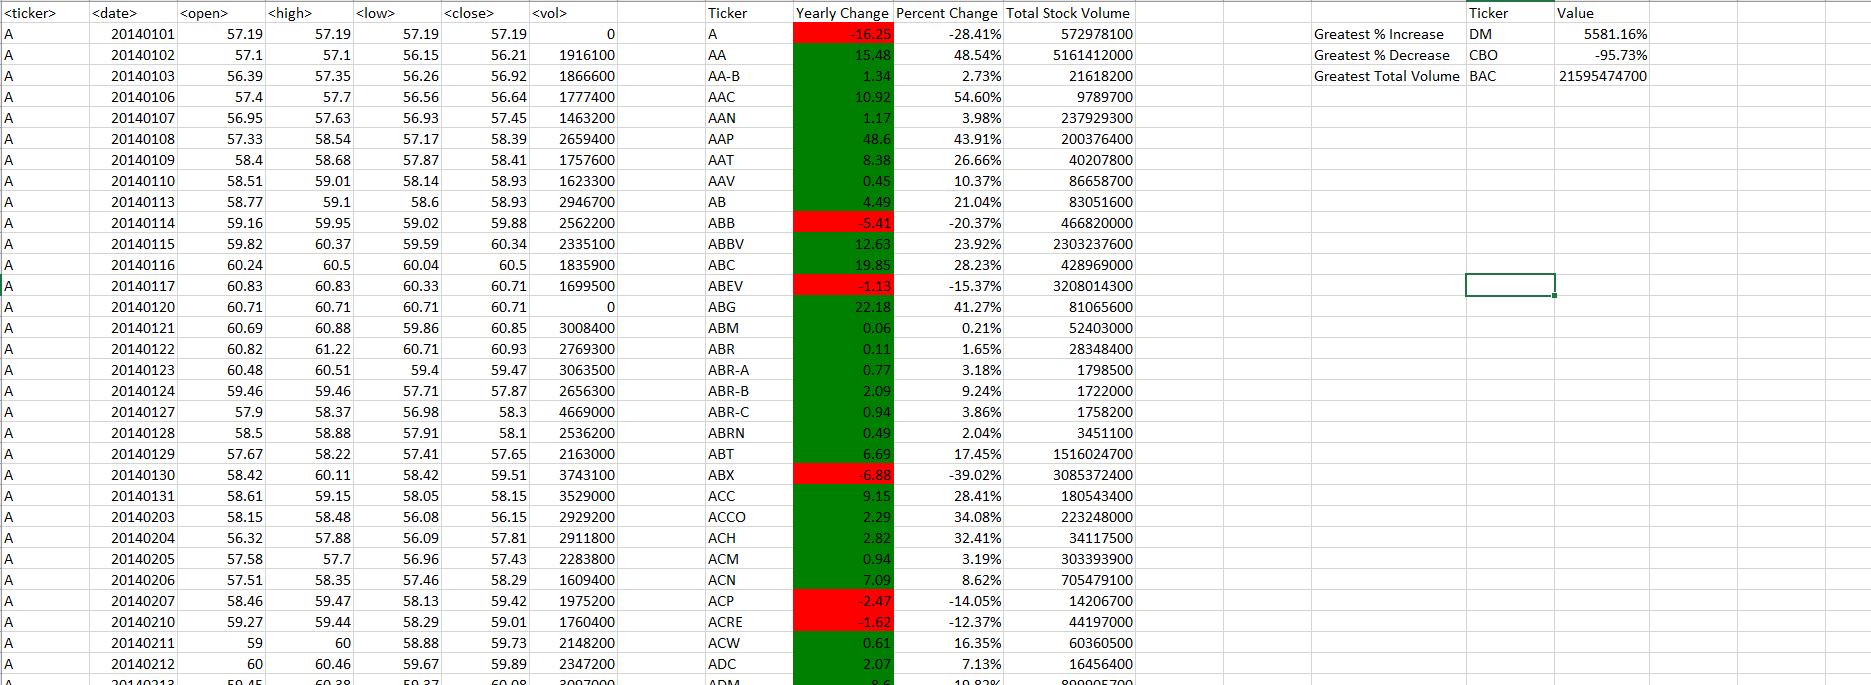 <ticker> <date> <open> <high> <low> <close> <vol> Ticker Yearly Change Percent Change Total Stock Volume Ticker Value
A 20140101 57.19 57.19 57.19 57.19 0 A -16.25 -28.41% 572978100 Greatest % Increase DM 5581.16%
A 20140102 57.1 57.1 56.15 56.21 1916100 AA 15.48 48.54% 5161412000 Greatest % Decrease CBO -95.73%
A 20140103 56.39 57.35 56.26 56.92 1866600 AA-B 1.34 2.73% 21618200 Greatest Total Volume BAC 21595474700
A 20140106 57.4 57.7 56.56 56.64 1777400 AAC 10.92 54.60% 9789700
A 20140107 56.95 57.63 56.93 57.45 1463200 AAN 1.17 3.98% 237929300
A 20140108 57.33 58.54 57.17 58.39 2659400 AAP 48.6 43.91% 200376400
A 20140109 58.4 58.68 57.87 58.41 1757600 AAT 8.38 26.66% 40207800
A 20140110 58.51 59.01 58.14 58.93 1623300 AAV 0.45 10.37% 86658700
A 20140113 58.77 59.1 58.6 58.93 2946700 AB 4.49 21.04% 83051600
A 20140114 59.16 59.95 59.02 59.88 2562200 ABB -5.41 -20.37% 466820000
A 20140115 59.82 60.37 59.59 60.34 2335100 ABBV 12.63 23.92% 2303237600
A 20140116 60.24 60.5 60.04 60.5 1835900 ABC 19.85 28.23% 428969000
A 20140117 60.83 60.83 60.33 60.71 1699500 ABEV -1.13 -15.37% 3208014300
A 20140120 60.71 60.71 60.71 60.71 0 ABG 22.18 41.27% 81065600
A 20140121 60.69 60.88 59.86 60.85 3008400 ABM 0.06 0.21% 52403000
A 20140122 60.82 61.22 60.71 60.93 2769300 ABR 0.11 1.65% 28348400
A 20140123 60.48 60.51 59.4 59.47 3063500 ABR-A 0.77 3.18% 1798500
A 20140124 59.46 59.46 57.71 57.87 2656300 ABR-B 2.09 9.24% 1722000
A 20140127 57.9 58.37 56.98 58.3 4669000 ABR-C 0.94 3.86% 1758200
A 20140128 58.5 58.88 57.91 58.1 2536200 ABRN 0.49 2.04% 3451100
A 20140129 57.67 58.22 57.41 57.65 2163000 ABT 6.69 17.45% 1516024700
A 20140130 58.42 60.11 58.42 59.51 3743100 ABX -6.88 -39.02% 3085372400
A 20140131 58.61 59.15 58.05 58.15 3529000 ACC 9.15 28.41% 180543400
A 20140203 58.15 58.48 56.08 56.15 2929200 ACCO 2.29 34.08% 223248000
A 20140204 56.32 57.88 56.09 57.81 2911800 ACH 2.82 32.41% 34117500
A 20140205 57.58 57.7 56.96 57.43 2283800 ACM 0.94 3.19% 303393900
A 20140206 57.51 58.35 57.46 58.29 1609400 ACN 7.09 8.62% 705479100
A 20140207 58.46 59.47 58.13 59.42 1975200 ACP -2.47 -14.05% 14206700
A 20140210 59.27 59.44 58.29 59.01 1760400 ACRE -1.62 -12.37% 44197000
A 20140211 59 60 58.88 59.73 2148200 ACW 0.61 16.35% 60360500
A 20140212 60 60.46 59.67 59.89 2347200 ADC 2.07 7.13% 16456400